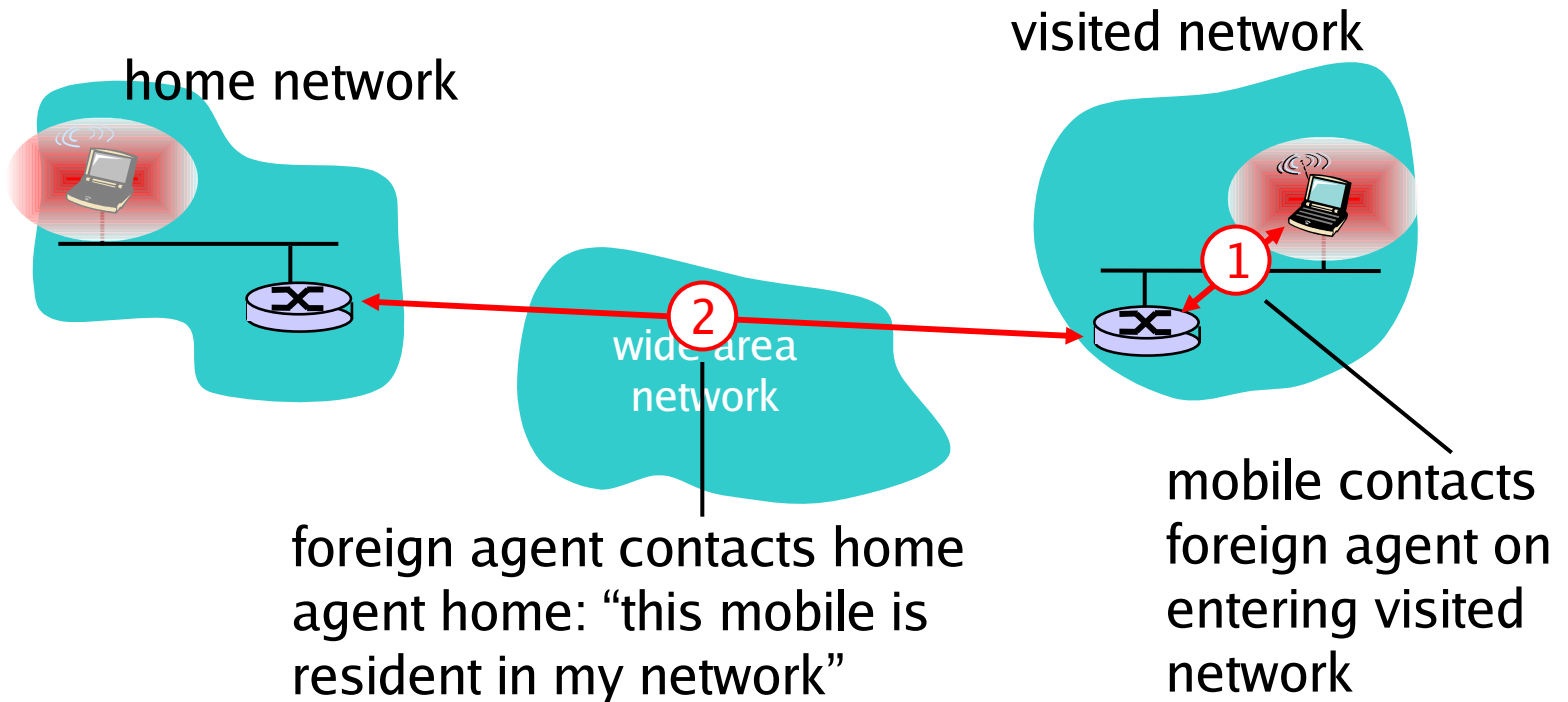 home network
visited network
1
2
wide area
network
foreign agent contacts home
agent home: “this mobile is
resident in my network”
mobile contacts
foreign agent on
entering visited
network